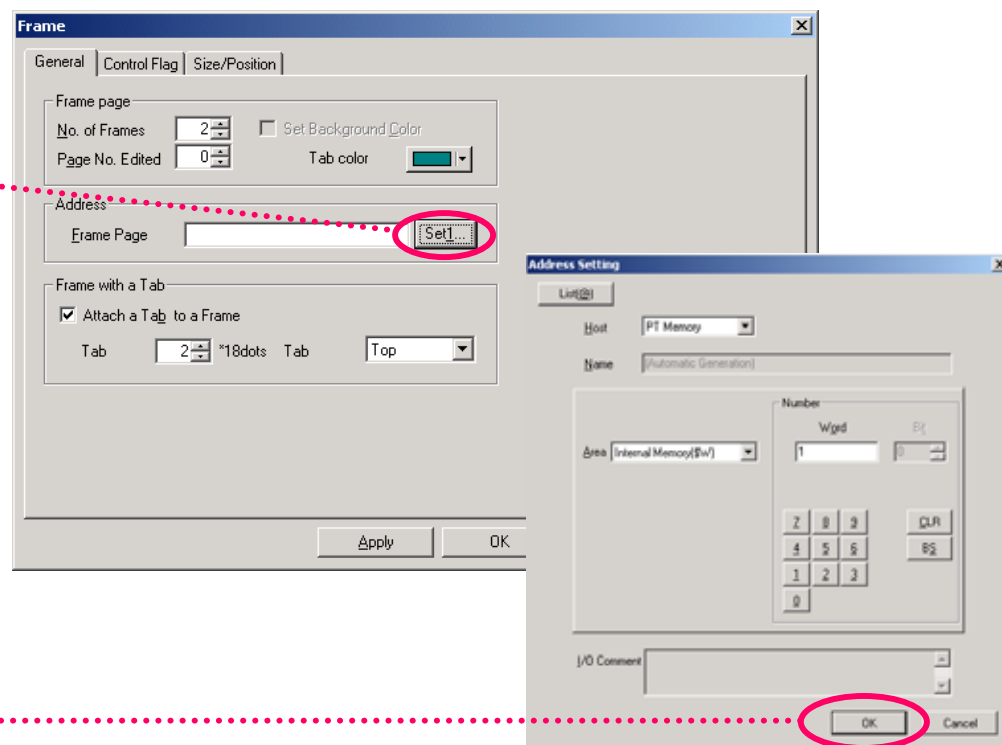 Frame
General Control Flag Size/Position
Frame page
No. of Frames 2 Set Background Color
Page No. Edited 0 Tab color
Address
Frame Page Set1...
Frame with a Tab
Attach a Tab to a Frame
Tab 2 *18dots Tab Top
Apply OK
Address Setting
List(@)
Host PT Memory
Name (Automatic Generation)
Number
Word Bit
Area Internal Memory($W) 1 0
7 8 9 CLR
4 5 6 BS
1 2 3
0
I/O Comment
OK Cancel